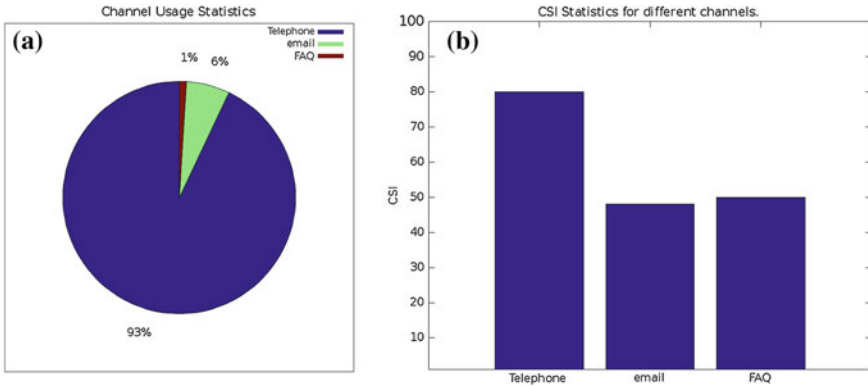 Channel Usage Statistics
(a)
Telephone
email
FAQ
1%
6%
93%
CSI Statistics for different channels.
(b)
100
90
80
70
60
50
40
30
20
10
CSI
Telephone
email
FAQ